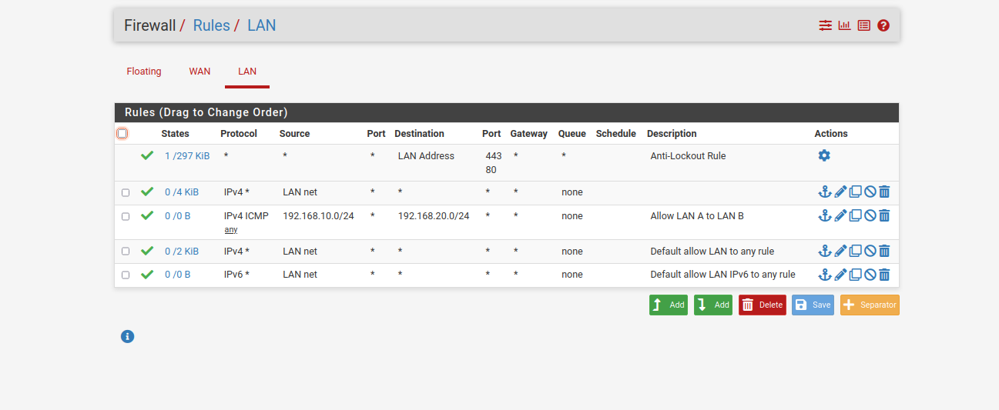 Firewall / Rules / LAN
Floating WAN LAN
Rules (Drag to Change Order)
States Protocol Source Port Destination Port Gateway Queue Schedule Description Actions
1 /297 KiB * * * LAN Address 443 * * Anti-Lockout Rule
80
0 /4 KiB IPv4 * LAN net * * * * none
0 /0 B IPv4 ICMP 192.168.10.0/24 * 192.168.20.0/24 * * none Allow LAN A to LAN B
any
0 /2 KiB IPv4 * LAN net * * * * none Default allow LAN to any rule
0 /0 B IPv6 * LAN net * * * * none Default allow LAN IPv6 to any rule
Add Add Delete Save Separator